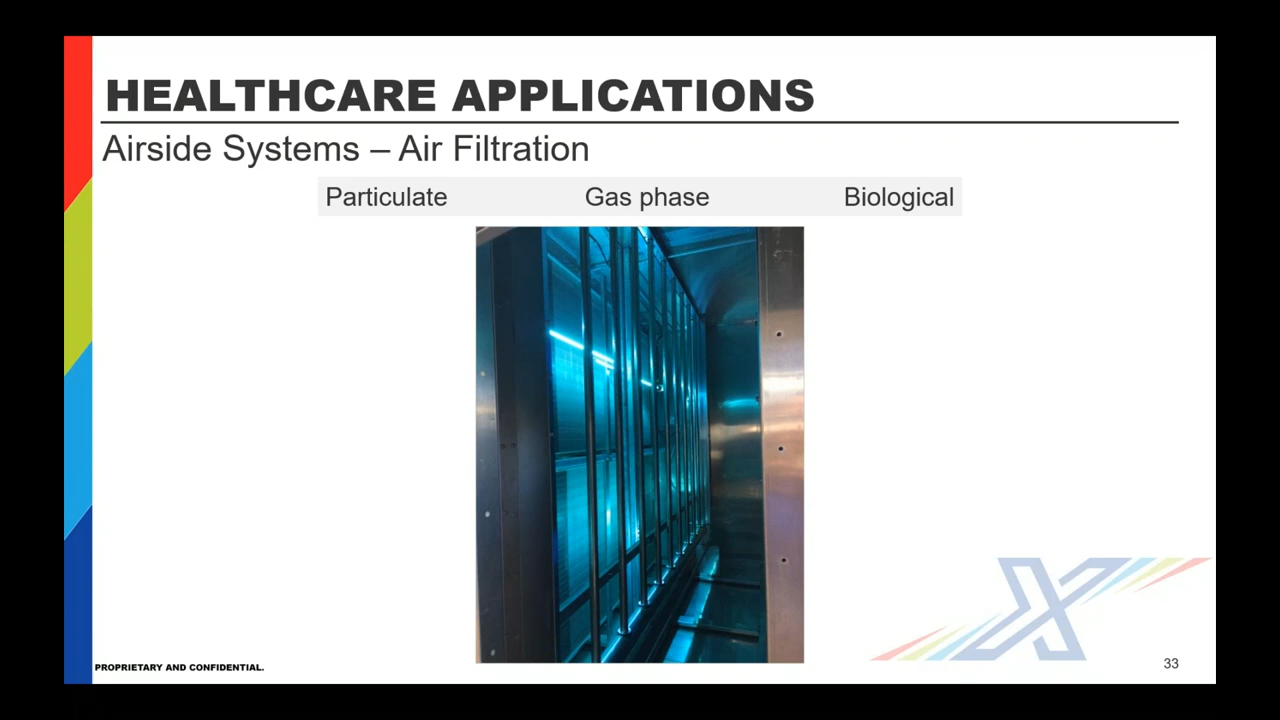 HEALTHCARE APPLICATIONS
Airside Systems – Air Filtration
Particulate Gas phase Biological
PROPRIETARY AND CONFIDENTIAL.
33